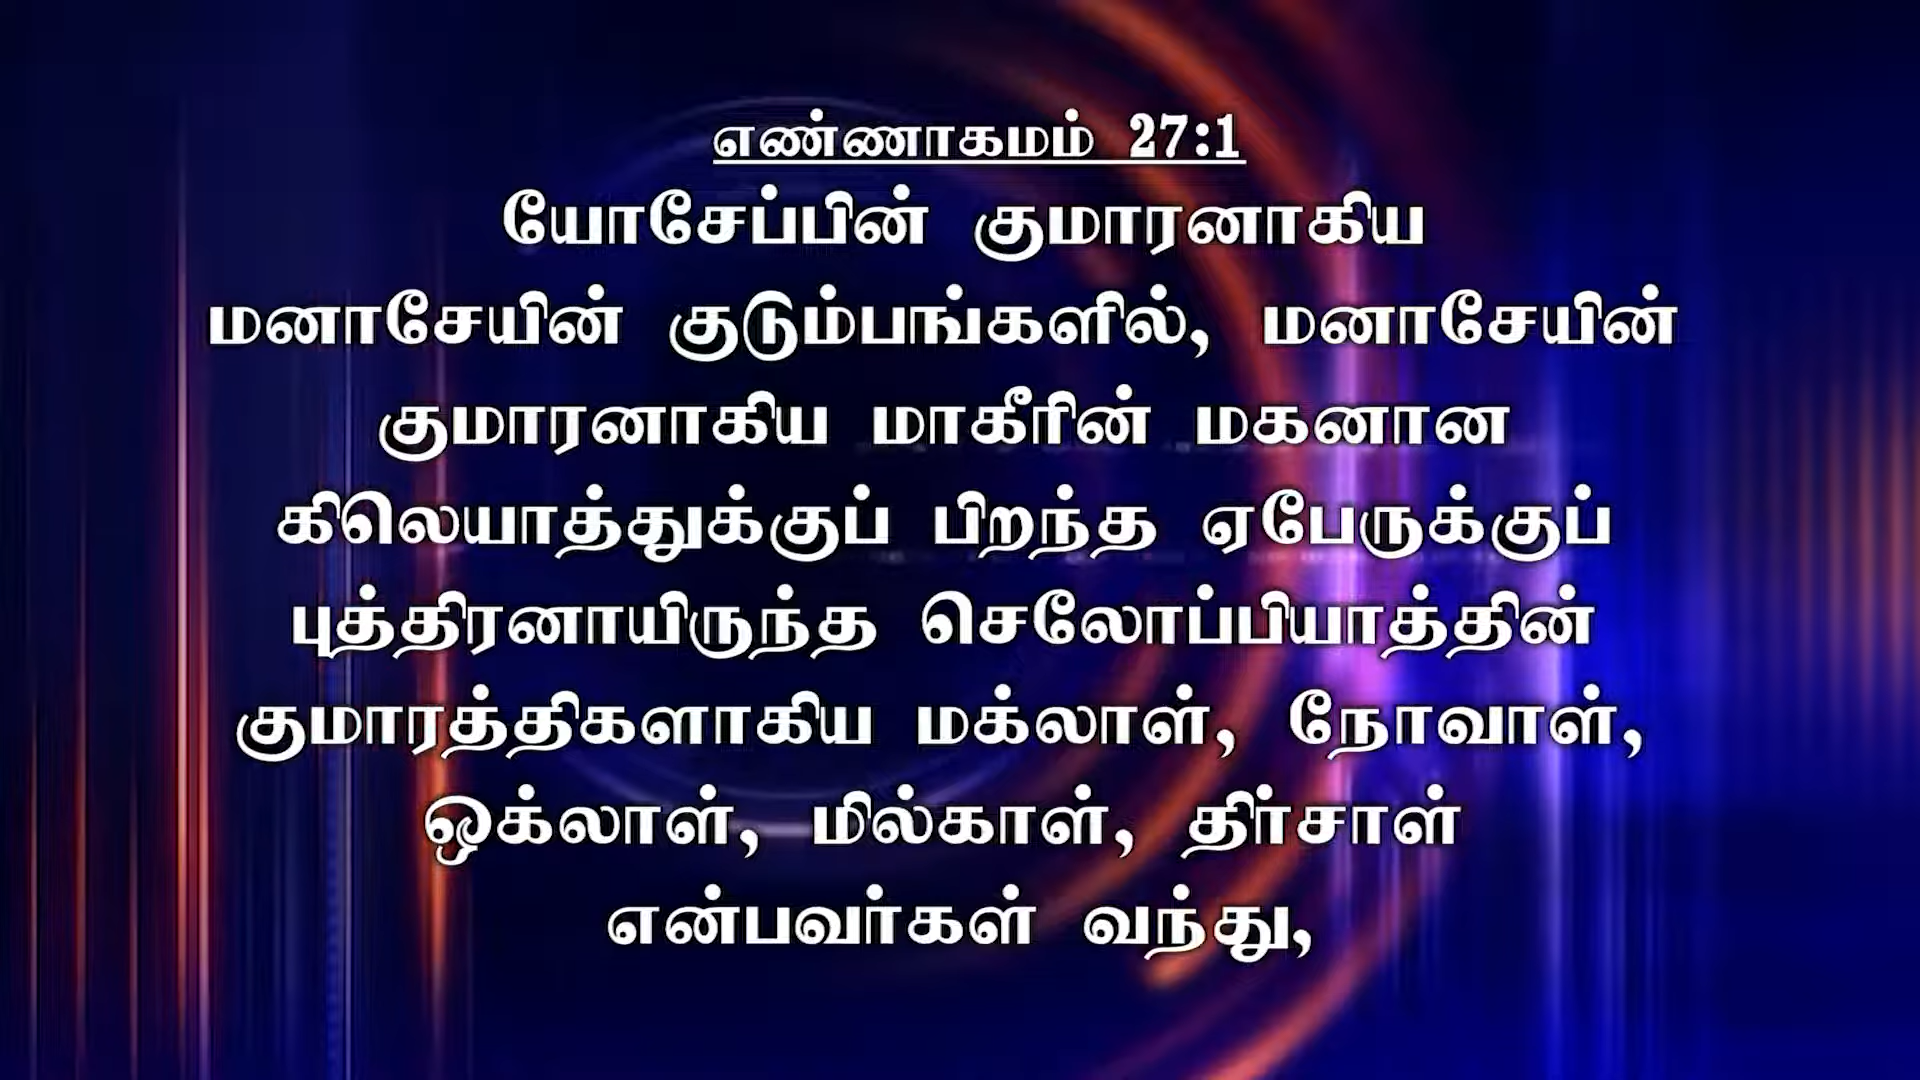 எண்ணாகமம் 27:1
யோசேப்பின் குமாரனாகிய
மனாசேயின் குடும்பங்களில், மனாசேயின்
குமாரனாகிய மாகீரின் மகனான
கிலெயாத்துக்குப் பிறந்த ஏபேருக்குப்
புத்திரனாயிருந்த செலோப்பியாத்தின்
குமாரத்திகளாகிய மக்லாள், நோவாள்,
ஒக்லாள், மில்காள், திர்சாள்
என்பவர்கள் வந்து,